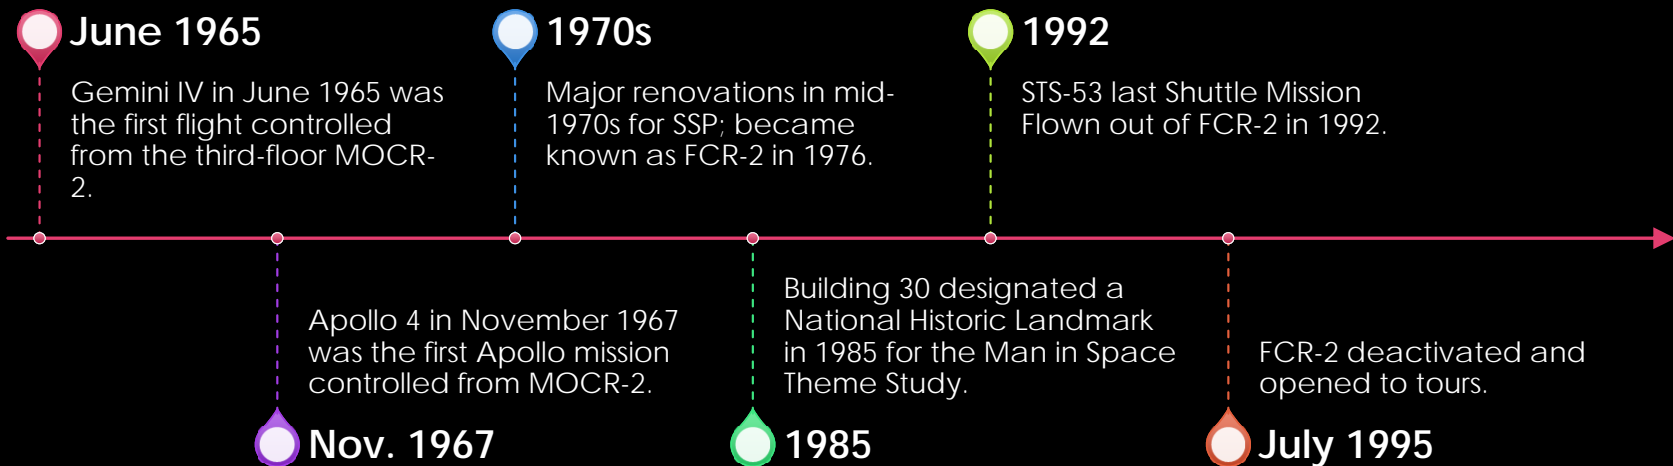 June 1965
Gemini IV in June 1965 was
the first flight controlled
from the third-floor MOCR-
2.
Apollo 4 in November 1967
was the first Apollo mission
controlled from MOCR-2.
Nov. 1967
1970s
Major renovations in mid-
1970s for SSP; became
known as FCR-2 in 1976.
Building 30 designated a
National Historic Landmark
in 1985 for the Man in Space
Theme Study.
1985
1992
STS-53 last Shuttle Mission
Flown out of FCR-2 in 1992.
FCR-2 deactivated and
opened to tours.
July 1995